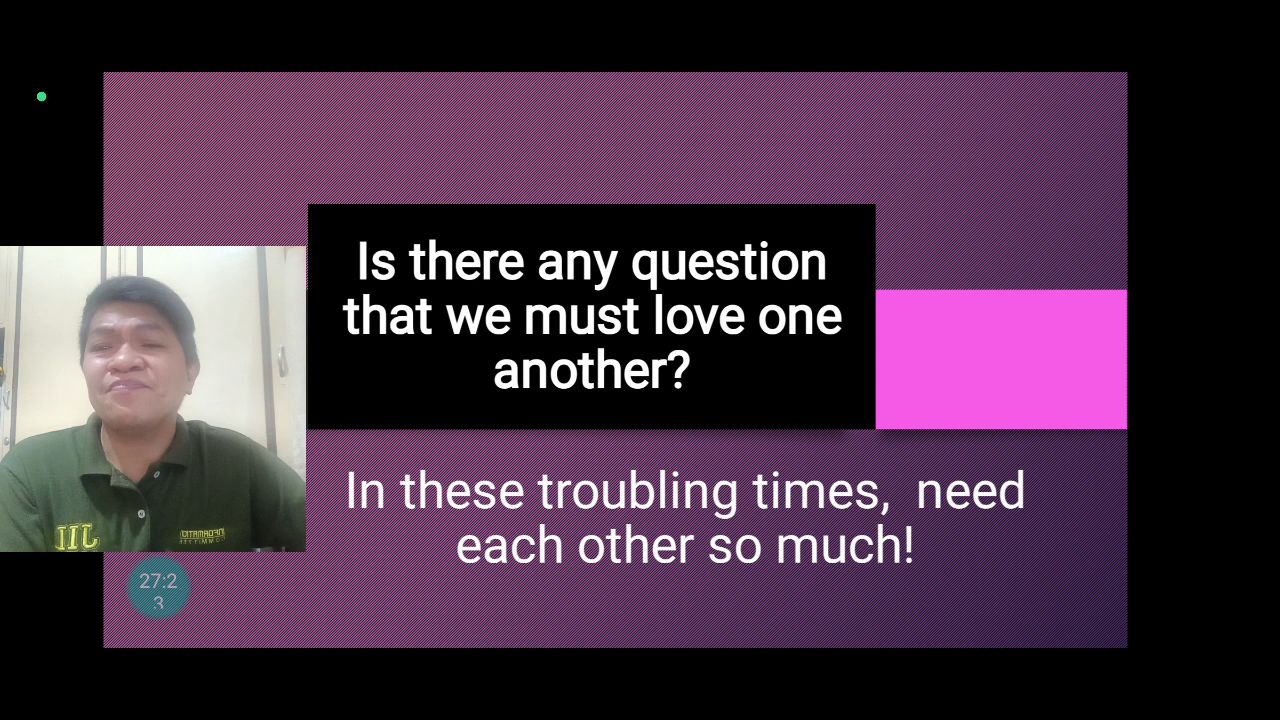 Is there any question
that we must love one
another?
In these troubling times,  need
each other so much!
27:2
3